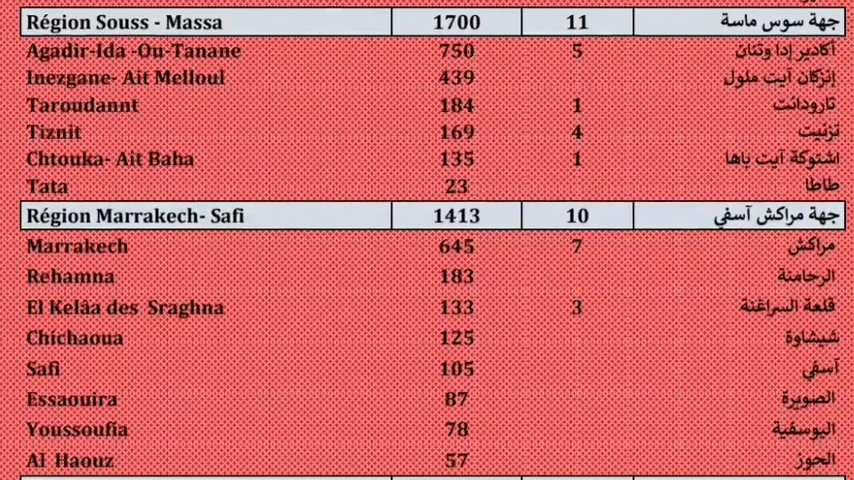 Région Souss - Massa 1700 11 جهة سوس ماسة
Agadir-Ida -Ou-Tanane 750 5 أكادير إدا وتنان
Inezgane- Ait Melloul 439 إنزكان آيت ملول
Taroudannt 184 1 تارودانت
Tiznit 169 4 تزنيت
Chtouka- Ait Baha 135 1 اشتوكة آيت باها
Tata 23 طاطا
Région Marrakech- Safi 1413 10 جهة مراكش آسفي
Marrakech 645 7 مراكش
Rehamna 183 الرحامنة
El Kelâa des Sraghna 133 3 قلعة السراغنة
Chichaoua 125 شيشاوة
Safi 105 آسفي
Essaouira 87 الصويرة
Youssoufia 78 اليوسفية
Al Haouz 57 الحوز